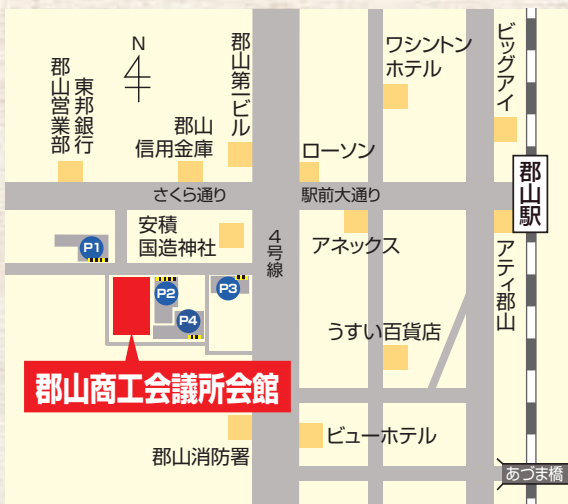 N
郡山営業部
東邦銀行
郡山
信用金庫
郡山第一ビル
ワシントン
ホテル
ビッグアイ
ローソン
郡山駅
さくら通り
駅前大通り
安積
国造神社
4号線
アネックス
アティ郡山
P1
P2
P3
P4
うすい百貨店
郡山商工会議所会館
郡山消防署
ビューホテル
あづま橋